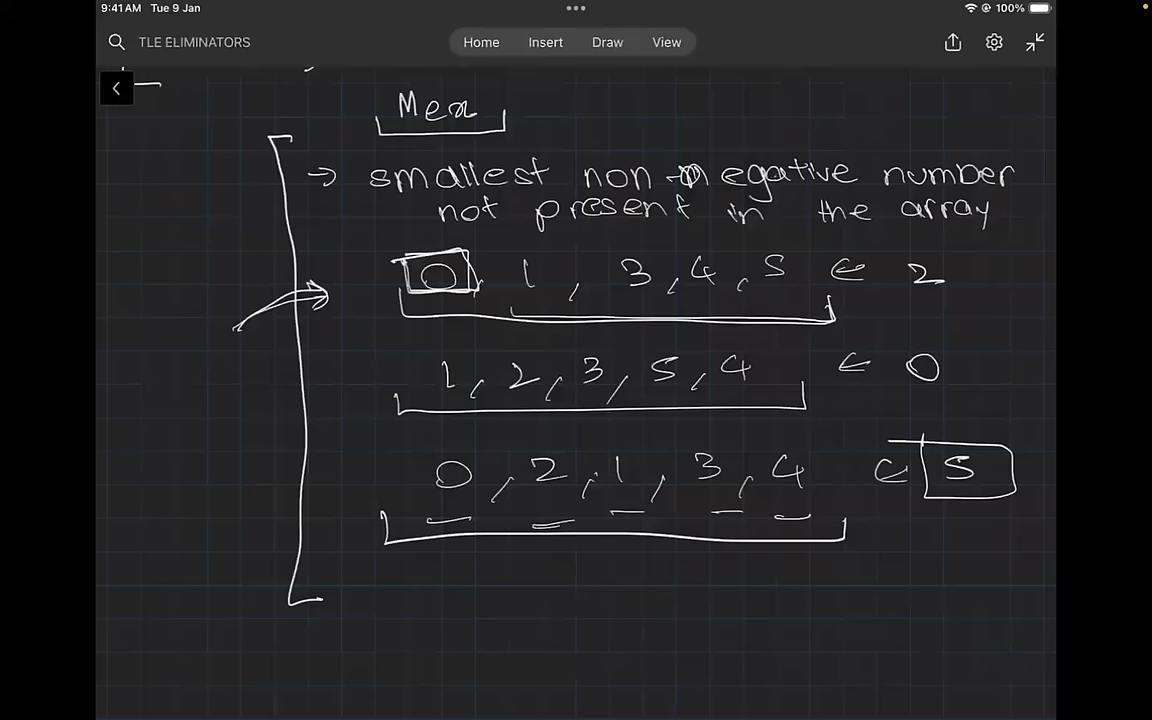 9:41 AM Tue 9 Jan
100%
TLE ELIMINATORS
Home Insert Draw View
Mex
→ smallest non-negative number
not present in the array
0, 1, 3, 4, 5 ← 2
1, 2, 3, 5, 4 ← 0
0, 2, 1, 3, 4 ← 5